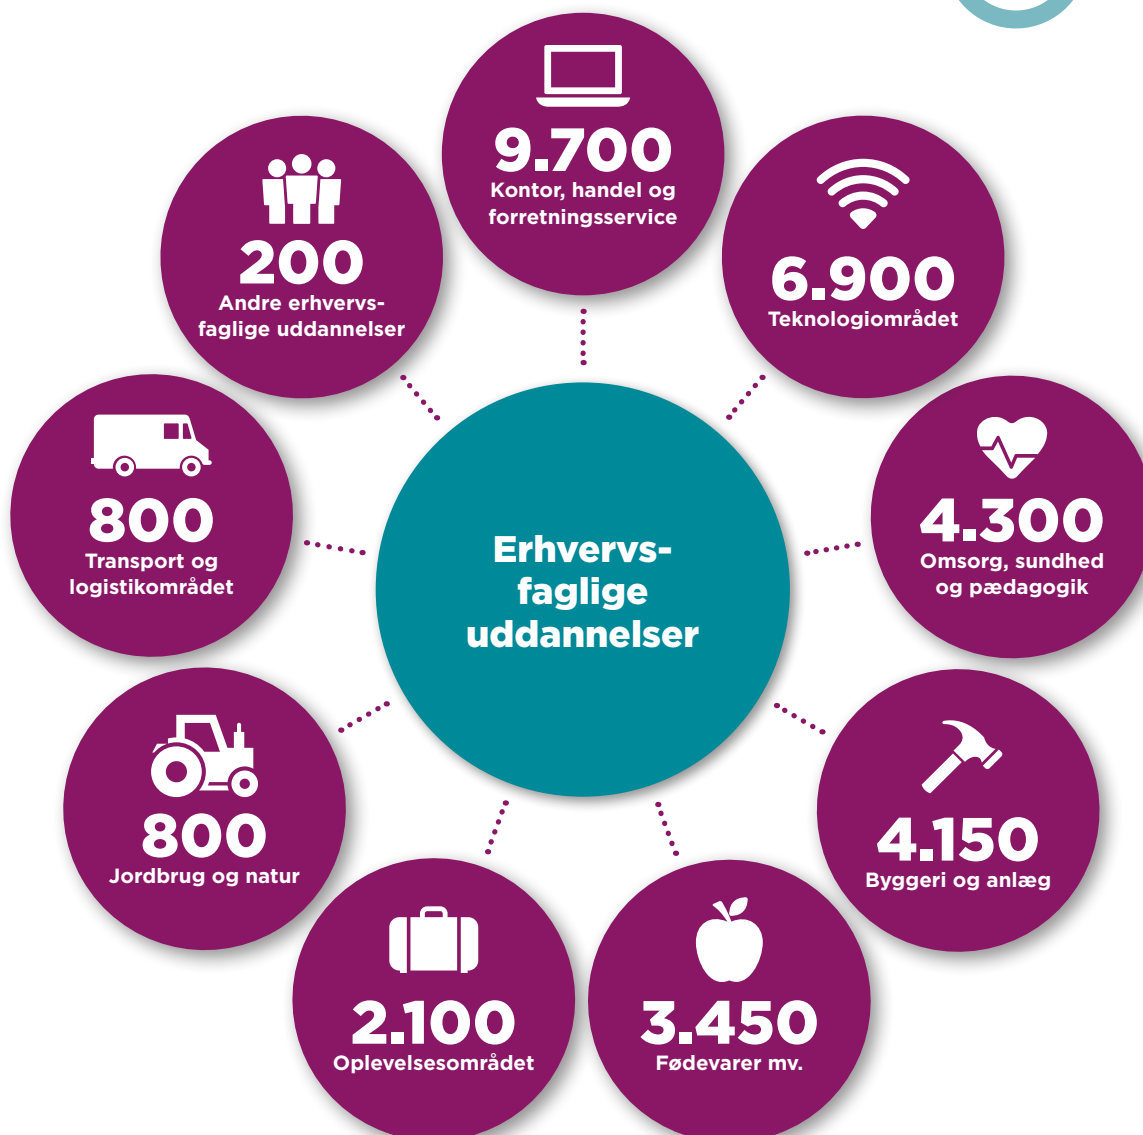 9.700
Kontor, handel og
forretningsservice
6.900
Teknologiområdet
4.300
Omsorg, sundhed
og pædagogik
4.150
Byggeri og anlæg
3.450
Fødevarer mv.
2.100
Oplevelsesområdet
800
Jordbrug og natur
800
Transport og
logistikområdet
200
Andre erhvervs-
faglige uddannelser
Erhvervs-
faglige
uddannelser